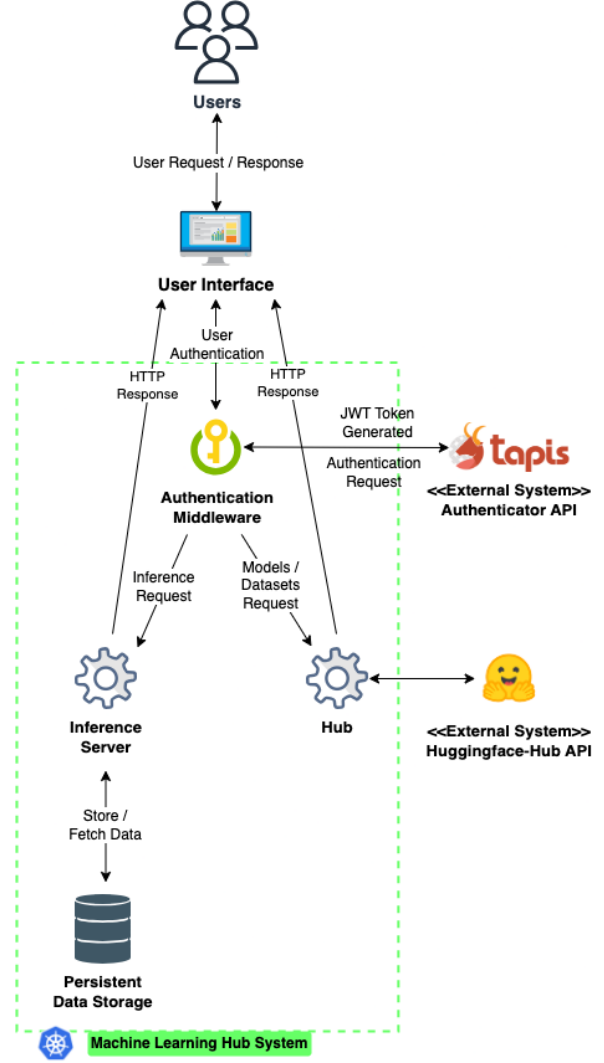 Users
User Request / Response
User Interface
User
Authentication
HTTP
Response
HTTP
Response
JWT Token
Generated
tapis
Authentication
Request
<<External System>>
Authenticator API
Authentication
Middleware
Inference
Request
Models /
Datasets
Request
Inference
Server
Hub
<<External System>>
Huggingface-Hub API
Store /
Fetch Data
Persistent
Data Storage
Machine Learning Hub System